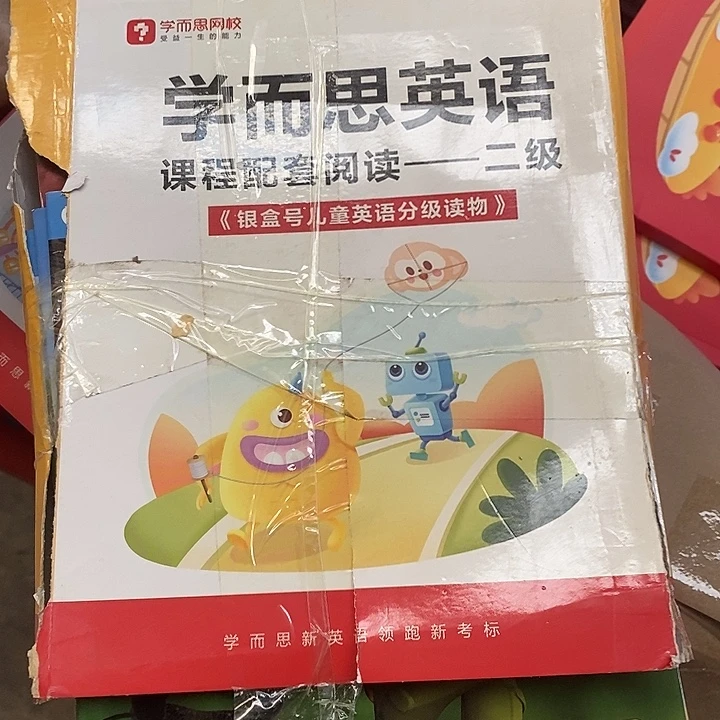 学而思网校
受益一生的能力
学而思英语
课程配套阅读——二级
《银盒号儿童英语分级读物》
学而思新英语领跑新考标
而思